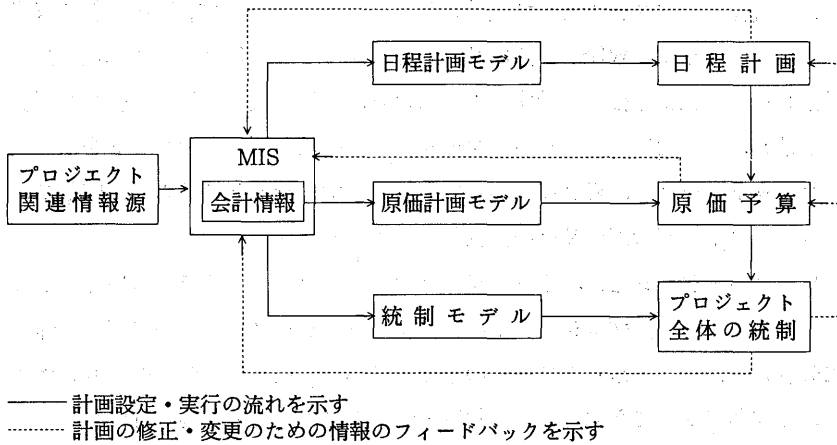 日程計画モデル
日程計画
MIS
プロジェクト
関連情報源
会計情報
原価計画モデル
原価予算
統制モデル
プロジェクト
全体の統制
計画設定・実行の流れを示す
計画の修正・変更のための情報のフィードバックを示す